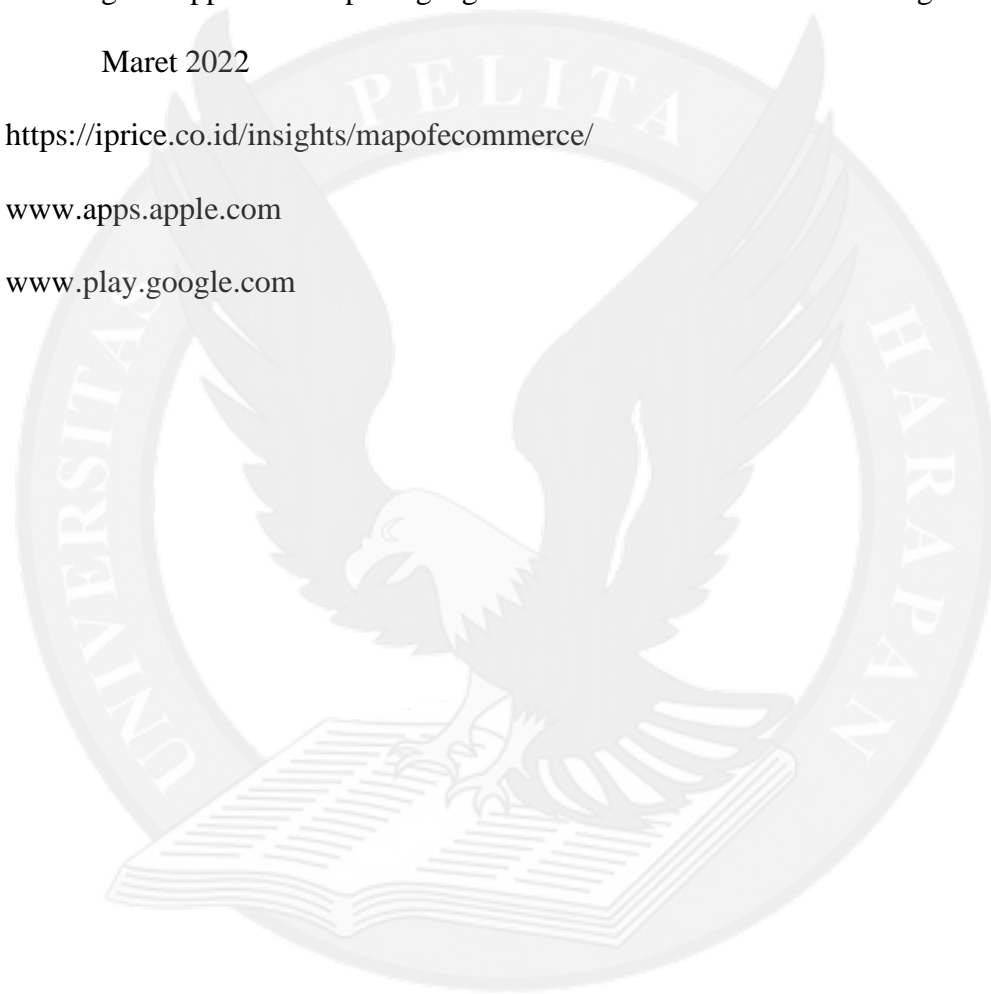 Maret 2022
https://iprice.co.id/insights/mapofecommerce/
www.apps.apple.com
www.play.google.com
UNIVERSITAS PELITA HARAPAN